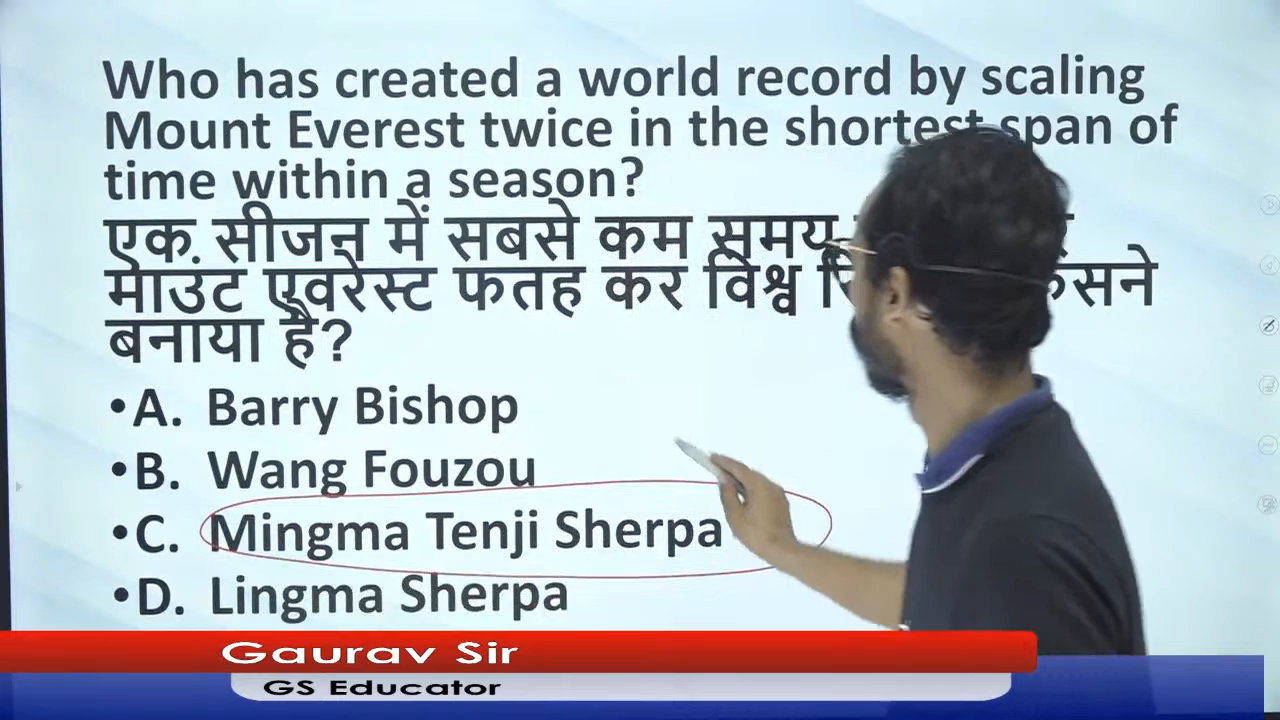 Who has created a world record by scaling
Mount Everest twice in the shortest span of
time within a season?
एक सीजन में सबसे कम समय
माउंट एवरेस्ट फतह कर विश्व
बनाया है?
•A. Barry Bishop
•B. Wang Fouzou
•C. Mingma Tenji Sherpa
•D. Lingma Sherpa
Gaurav Sir
GS Educator